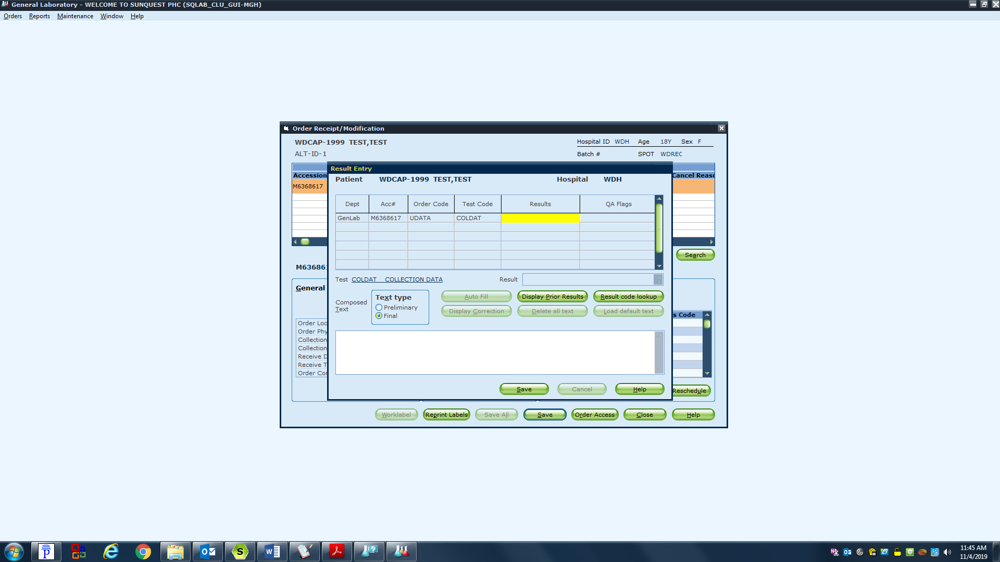 General Laboratory - WELCOME TO SUNQUEST PHC (SQLAB_CLU_GUI-MGH)
Orders Reports Maintenance Window Help
Order Receipt/Modification
WDCAP-1999 TEST,TEST
Hospital ID WDH Age 18Y Sex F
ALT-ID-1
Batch # SPOT WDREC
Result Entry
Accession
Cancel Reaso
Patient WDCAP-1999 TEST,TEST Hospital WDH
M6368617
Dept Acc# Order Code Test Code Results QA Flags
GenLab M6368617 UDATA COLDAT
Search
M636861
Test COLDAT COLLECTION DATA Result
General
Text type
Preliminary
Final
Composed
Text
Auto Fill Display Prior Results Result code lookup
Display Correction Delete all text Load default text
s Code
Order Loc
Order Phy
Collection
Collection
Receive D
Receive T
Order Com
Save Cancel Help
Reschedule
Worklabel Reprint Labels Save All Save Order Access Close Help
11:45 AM
11/4/2019